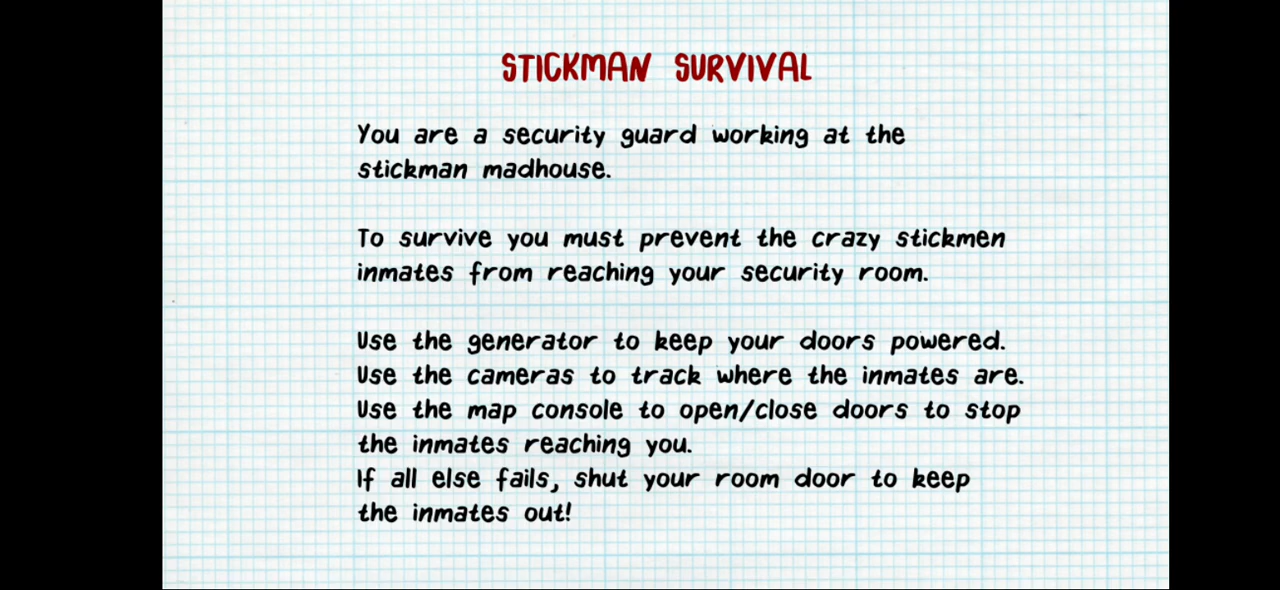 STICKMAN SURVIVAL
You are a security guard working at the
stickman madhouse.
To survive you must prevent the crazy stickmen
inmates from reaching your security room.
Use the generator to keep your doors powered.
Use the cameras to track where the inmates are.
Use the map console to open/close doors to stop
the inmates reaching you.
If all else fails, shut your room door to keep
the inmates out!